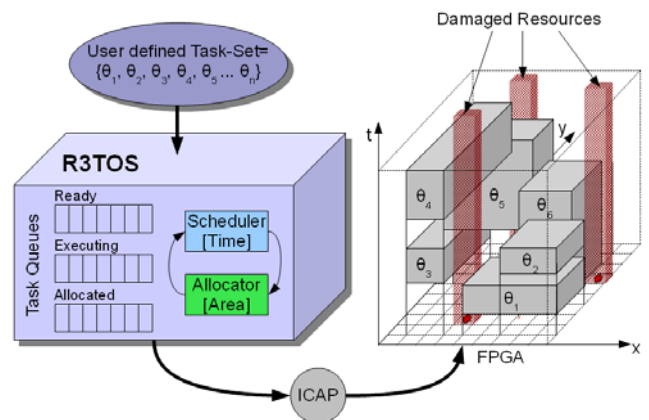 Damaged Resources
User defined Task-Set=
{θ1, θ2, θ3, θ4, θ5 ... θn}
R3TOS
Task Queues
Ready
Executing
Allocated
Scheduler
[Time]
Allocator
[Area]
ICAP
t
y
x
θ4
θ5
θ6
θ3
θ2
θ1
FPGA